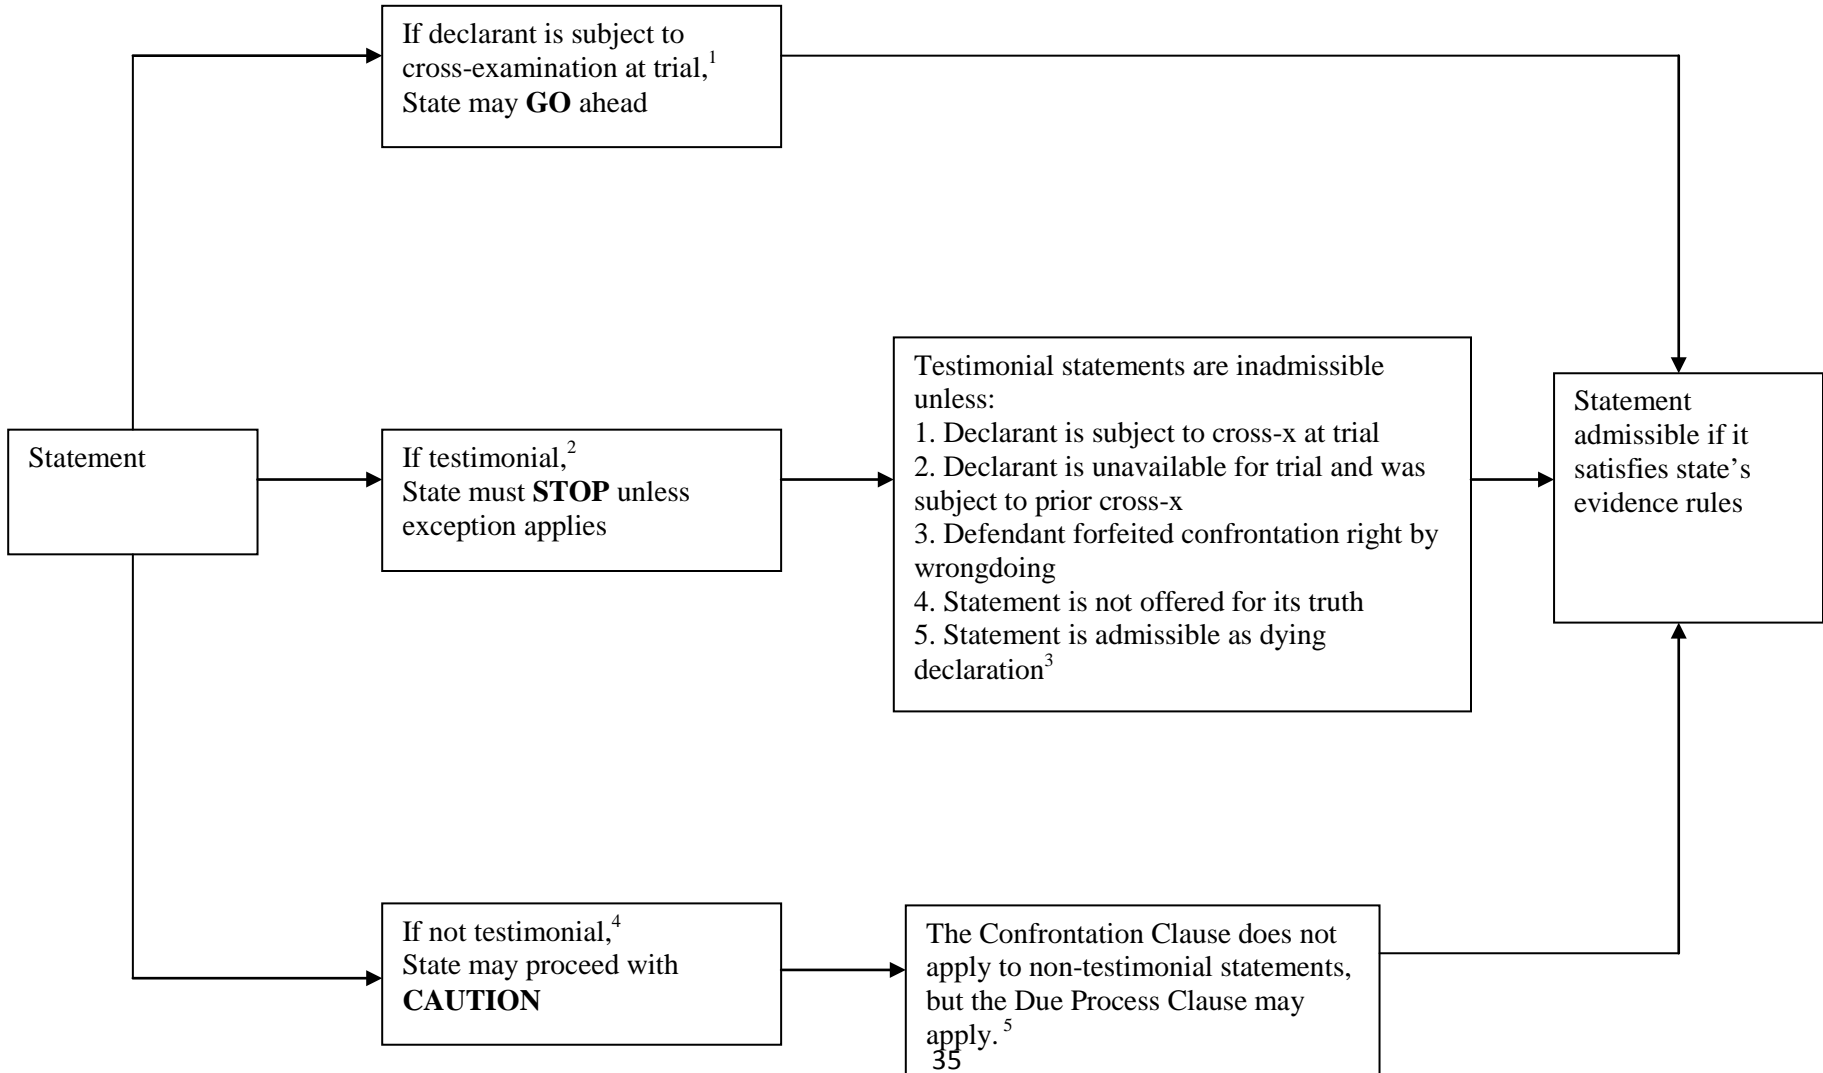 If declarant is subject to
cross-examination at trial,1
State may GO ahead
Statement
If testimonial,2
State must STOP unless
exception applies
Testimonial statements are inadmissible
unless:
1. Declarant is subject to cross-x at trial
2. Declarant is unavailable for trial and was
subject to prior cross-x
3. Defendant forfeited confrontation right by
wrongdoing
4. Statement is not offered for its truth
5. Statement is admissible as dying
declaration3
Statement
admissible if it
satisfies state’s
evidence rules
If not testimonial,4
State may proceed with
CAUTION
The Confrontation Clause does not
apply to non-testimonial statements,
but the Due Process Clause may
apply. 5
35